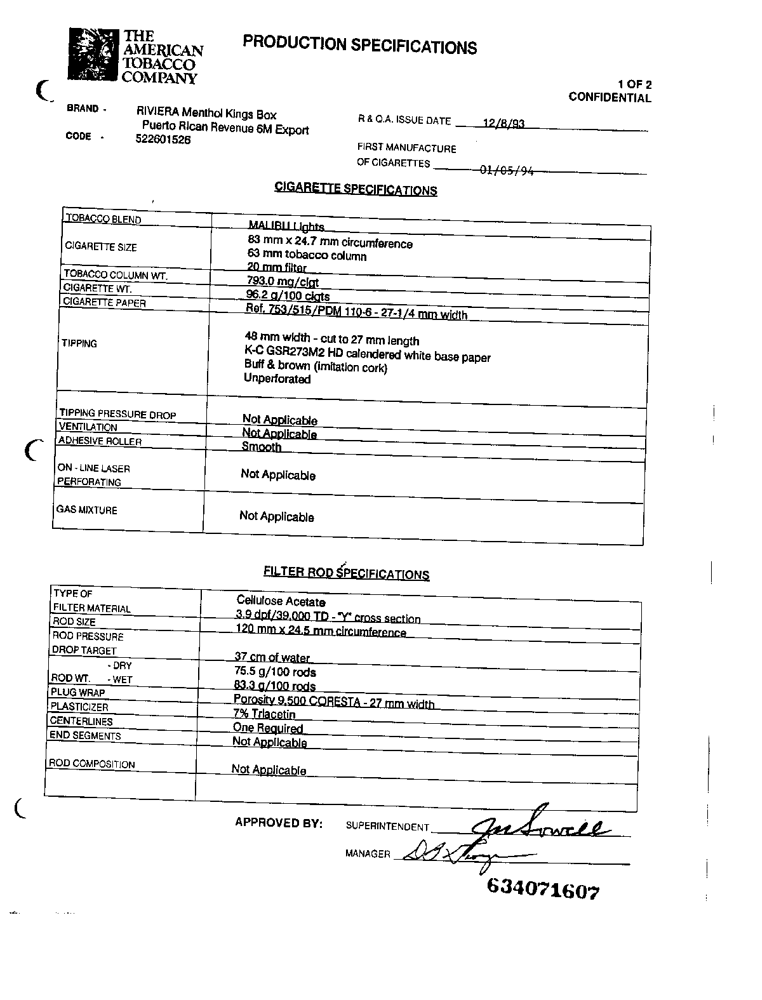 THE
AMERICAN
TOBACCO
COMPANY
PRODUCTION SPECIFICATIONS
1 OF 2
CONFIDENTIAL
BRAND - RIVIERA Menthol Kings Box
Puerto Rican Revenue 6M Export
CODE - 522601526
R & Q.A. ISSUE DATE 12/8/93
FIRST MANUFACTURE
OF CIGARETTES 01/05/94
CIGARETTE SPECIFICATIONS
TOBACCO BLEND MALIBU Lights
CIGARETTE SIZE 83 mm x 24.7 mm circumference
63 mm tobacco column
20 mm filter
TOBACCO COLUMN WT. 793.0 mg/cigt
CIGARETTE WT. 96.2 g/100 cigts
CIGARETTE PAPER Ref. 753/515/PDM 110-6 - 27-1/4 mm width
TIPPING 48 mm width - cut to 27 mm length
K-C GSR273M2 HD calendered white base paper
Buff & brown (imitation cork)
Unperforated
TIPPING PRESSURE DROP Not Applicable
VENTILATION Not Applicable
ADHESIVE ROLLER Smooth
ON - LINE LASER
PERFORATING Not Applicable
GAS MIXTURE Not Applicable
FILTER ROD SPECIFICATIONS
TYPE OF
FILTER MATERIAL Cellulose Acetate
3.9 dpf/39,000 TD - "Y" cross section
ROD SIZE 120 mm x 24.5 mm circumference
ROD PRESSURE
DROP TARGET 37 cm of water
- DRY 75.5 g/100 rods
ROD WT. - WET 83.3 g/100 rods
PLUG WRAP Porosity 9,500 CORESTA - 27 mm width
PLASTICIZER 7% Triacetin
CENTERLINES One Required
END SEGMENTS Not Applicable
ROD COMPOSITION Not Applicable
APPROVED BY: SUPERINTENDENT
MANAGER
634071607